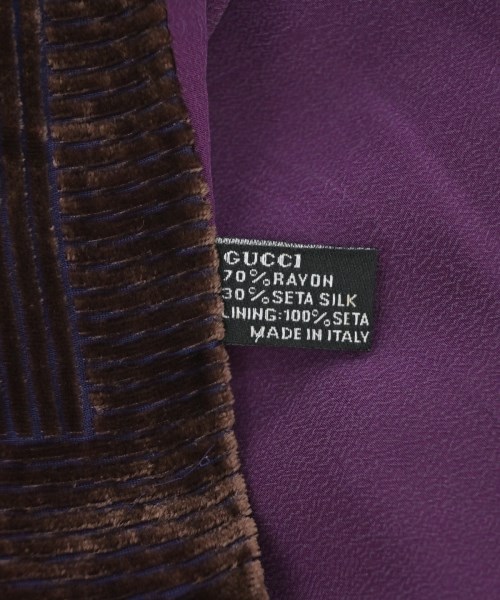 GUCCI
70% RAYON
30% SETA SILK
LINING: 100% SETA
MADE IN ITALY